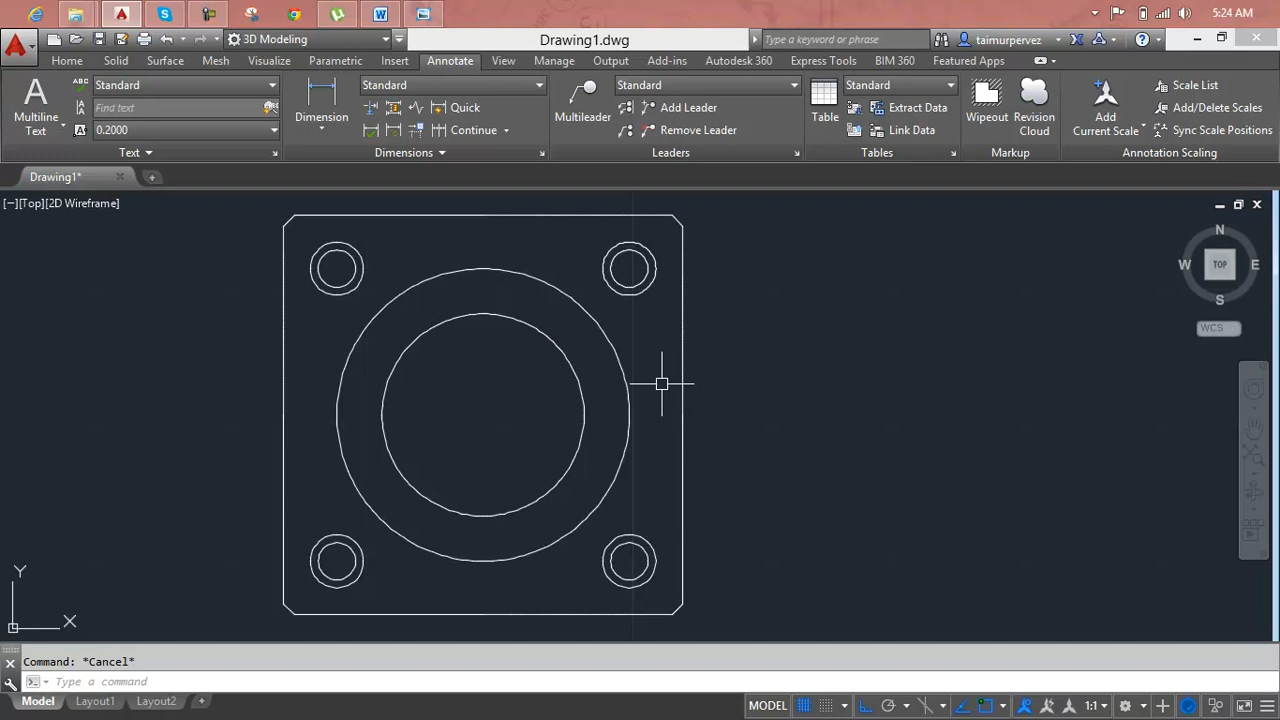 5:24 AM
3D Modeling
Drawing1.dwg
Type a keyword or phrase
taimurpervez
Home Solid Surface Mesh Visualize Parametric Insert Annotate View Manage Output Add-ins Autodesk 360 Express Tools BIM 360 Featured Apps
Multiline Text
Standard
Find text
0.2000
Text
Dimension
Standard
Quick
Continue
Dimensions
Multileader
Standard
Add Leader
Remove Leader
Leaders
Table
Standard
Extract Data
Link Data
Tables
Wipeout
Revision Cloud
Markup
Add Current Scale
Scale List
Add/Delete Scales
Sync Scale Positions
Annotation Scaling
Drawing1*
[−][Top][2D Wireframe]
N
W TOP E
S
WCS
Y
X
Command: *Cancel*
Type a command
Model Layout1 Layout2
MODEL
1:1